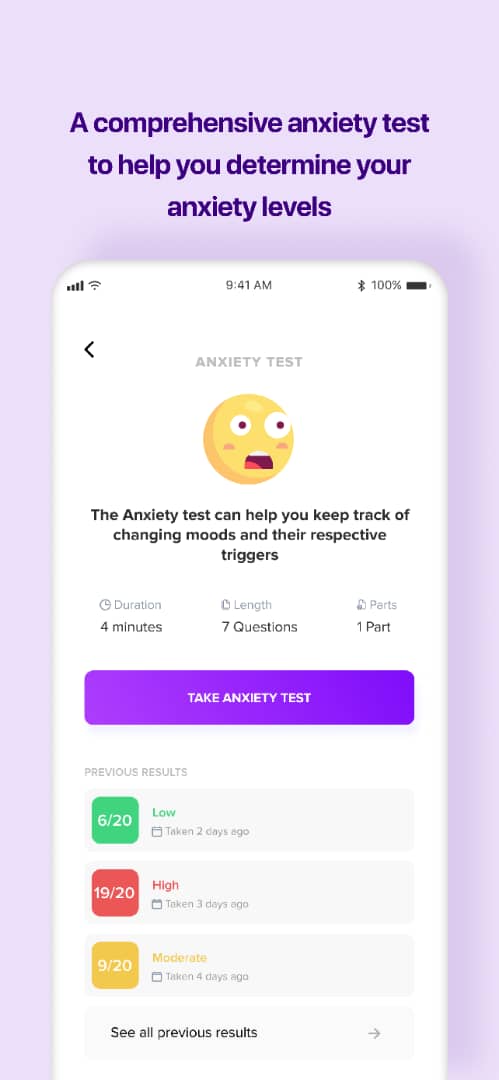 A comprehensive anxiety test
to help you determine your
anxiety levels
9:41 AM
100%
ANXIETY TEST
The Anxiety test can help you keep track of
changing moods and their respective
triggers
Duration
Length
Parts
4 minutes
7 Questions
1 Part
TAKE ANXIETY TEST
PREVIOUS RESULTS
6/20
Low
Taken 2 days ago
19/20
High
Taken 3 days ago
9/20
Moderate
Taken 4 days ago
See all previous results